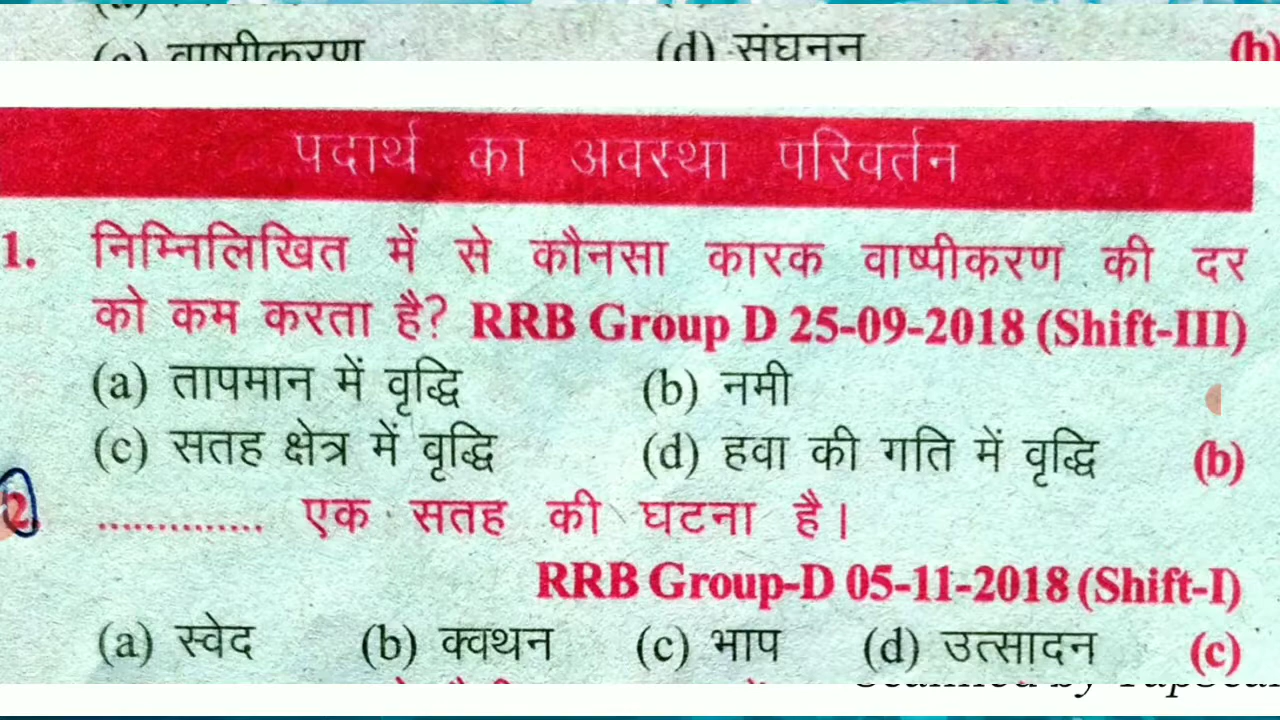 (c) वाष्पीकरण (d) संघनन (b)
पदार्थ का अवस्था परिवर्तन
1. निम्नलिखित में से कौनसा कारक वाष्पीकरण की दर
को कम करता है? RRB Group D 25-09-2018 (Shift-III)
(a) तापमान में वृद्धि (b) नमी
(c) सतह क्षेत्र में वृद्धि (d) हवा की गति में वृद्धि (b)
2. .............. एक सतह की घटना है।
RRB Group-D 05-11-2018 (Shift-I)
(a) स्वेद (b) क्वथन (c) भाप (d) उत्सादन (c)